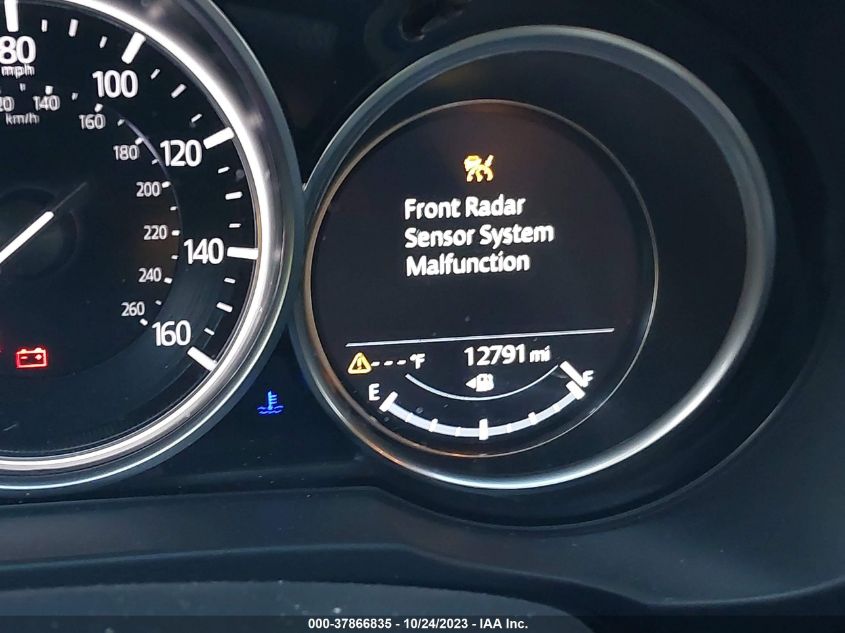 80
mph
100
120
140
160
140
km/h
160
180
200
220
240
260
Front Radar
Sensor System
Malfunction
---°F
12791 mi
E
F
000-37866835 - 10/24/2023 - IAA Inc.